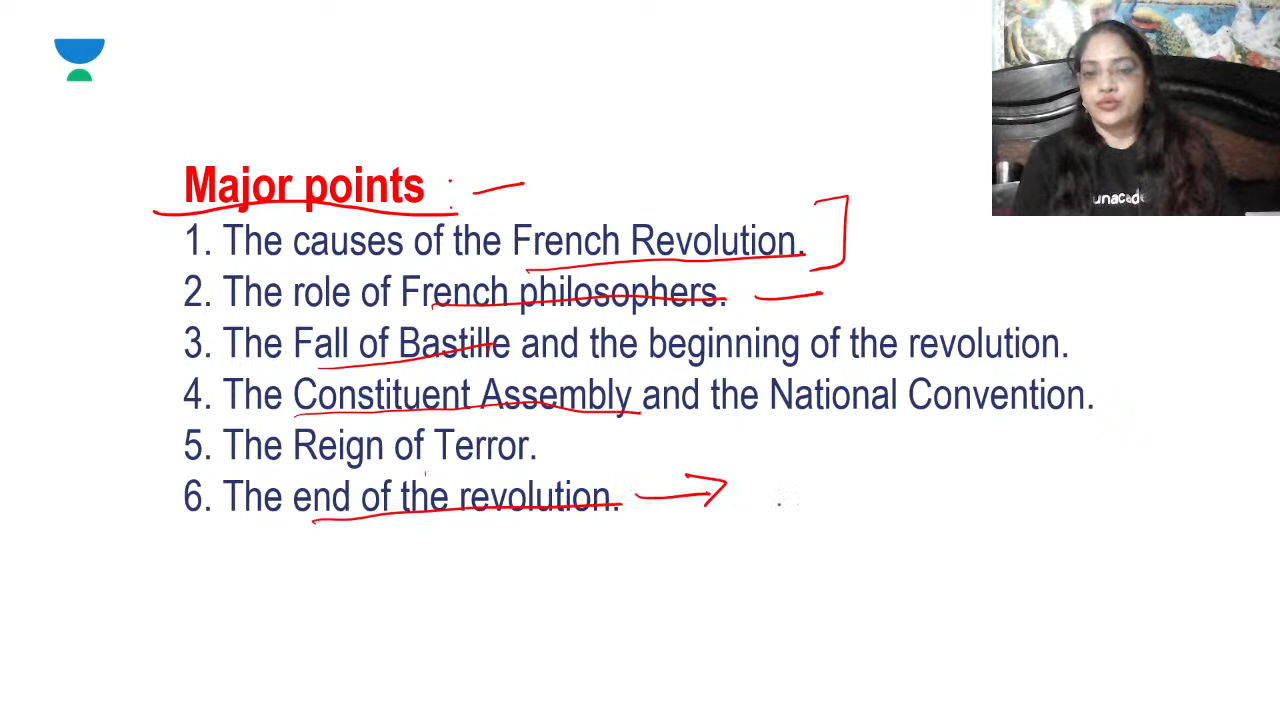 Major points
1. The causes of the French Revolution.
2. The role of French philosophers.
3. The Fall of Bastille and the beginning of the revolution.
4. The Constituent Assembly and the National Convention.
5. The Reign of Terror.
6. The end of the revolution.
unacade